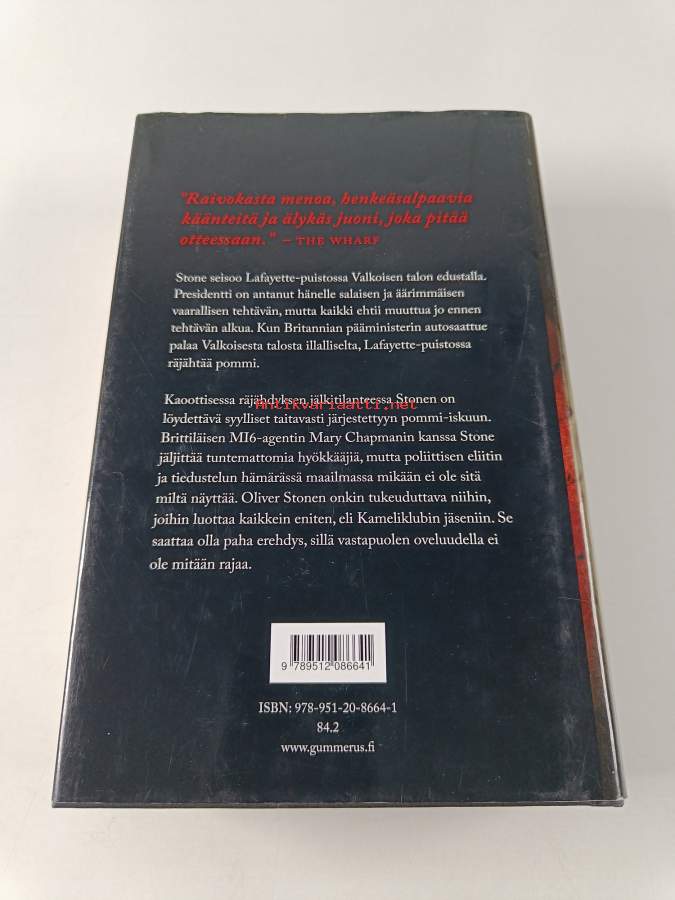 "Raivokasta menoa, henkeäsalpaavia
käänteitä ja älykäs juoni, joka pitää
otteessaan." – THE WHARF
Stone seisoo Lafayette-puistossa Valkoisen talon edustalla.
Presidentti on antanut hänelle salaisen ja äärimmäisen
vaarallisen tehtävän, mutta kaikki ehtii muuttua jo ennen
tehtävän alkua. Kun Britannian pääministerin autosaattue
palaa Valkoisesta talosta illalliselta, Lafayette-puistossa
räjähtää pommi.
Kaoottisessa räjähdyksen jälkitilanteessa Stonen on
Antikvariaatti.net
löydettävä syylliset taitavasti järjestettyyn pommi-iskuun.
Brittiläisen MI6-agentin Mary Chapmanin kanssa Stone
jäljittää tuntemattomia hyökkääjiä, mutta poliittisen eliitin
ja tiedustelun hämärässä maailmassa mikään ei ole sitä
miltä näyttää. Oliver Stonen onkin tukeuduttava niihin,
joihin luottaa kaikkein eniten, eli Kameliklubin jäseniin. Se
saattaa olla paha erehdys, sillä vastapuolen oveluudella ei
ole mitään rajaa.
9 789512 086641
ISBN: 978-951-20-8664-1
84.2
www.gummerus.fi